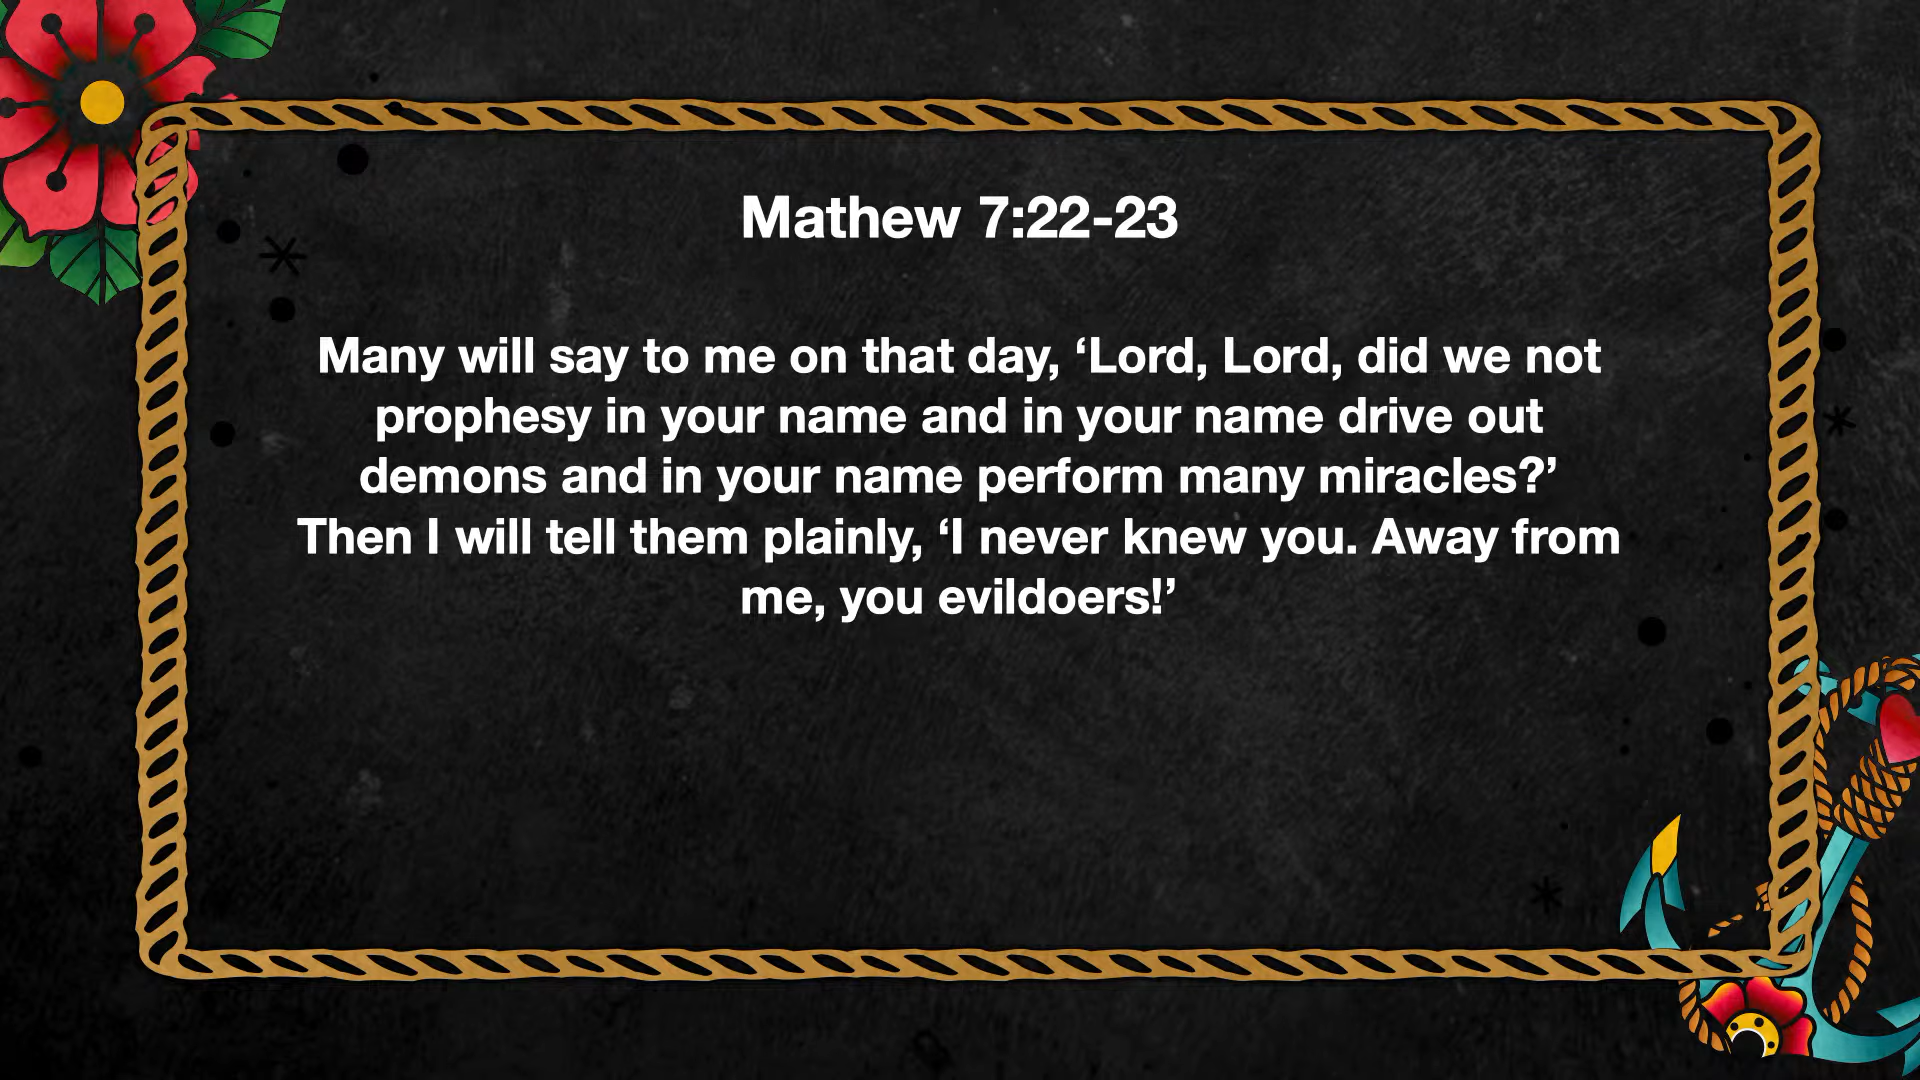 Mathew 7:22-23
Many will say to me on that day, ‘Lord, Lord, did we not
prophesy in your name and in your name drive out
demons and in your name perform many miracles?’
Then I will tell them plainly, ‘I never knew you. Away from
me, you evildoers!’